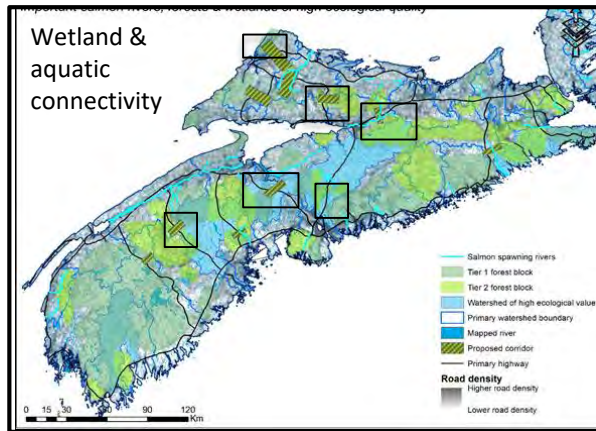 important salmon rivers, forests & wetlands of high ecological quality
Wetland &
aquatic
connectivity
Salmon spawning rivers
Tier 1 forest block
Tier 2 forest block
Watershed of high ecological value
Primary watershed boundary
Mapped river
Proposed corridor
Primary highway
Road density
Higher road density
Lower road density
0 15 30 60 90 120
Km